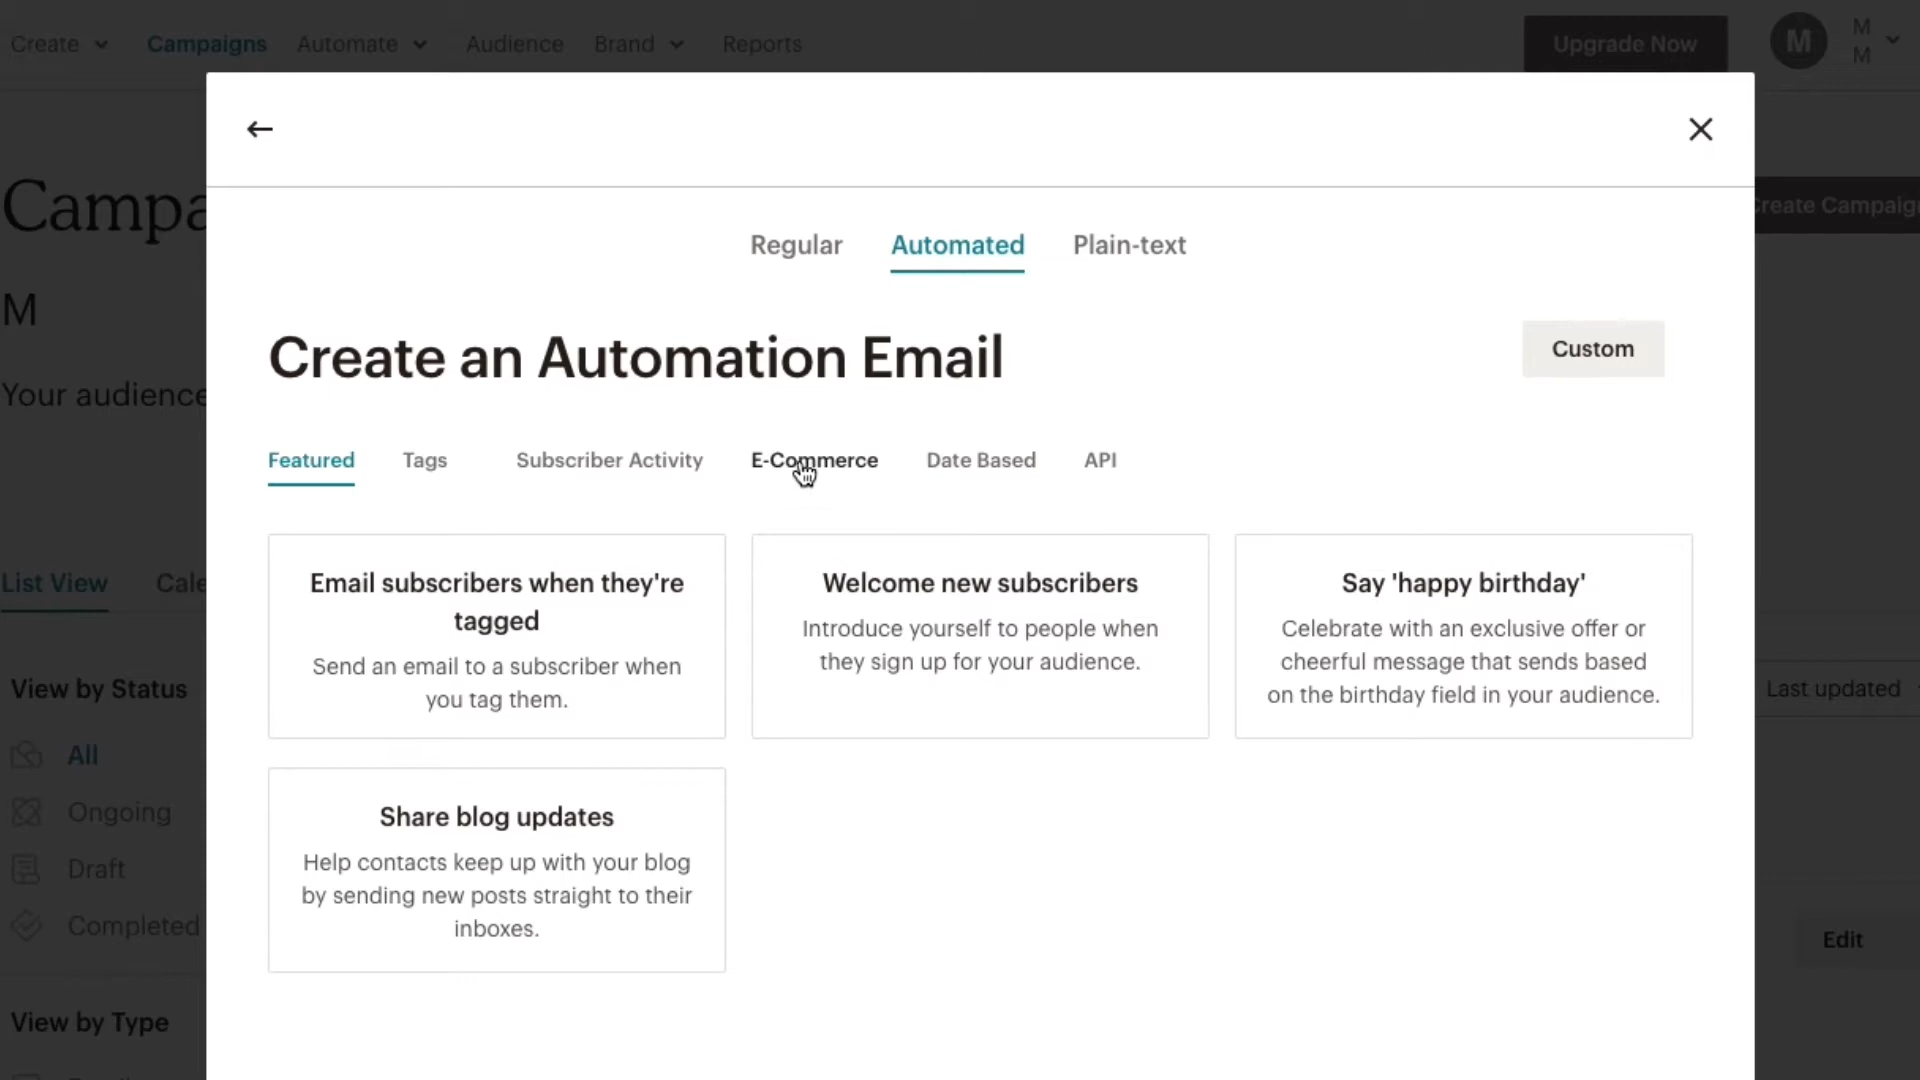 Create Campaigns Automate Audience Brand Reports Upgrade Now M M
M
Campa
Create Campaign
Regular Automated Plain-text
M
Create an Automation Email
Custom
Your audience
Featured Tags Subscriber Activity E-Commerce Date Based API
List View Cale
Email subscribers when they're
tagged
Send an email to a subscriber when
you tag them.
Welcome new subscribers
Introduce yourself to people when
they sign up for your audience.
Say 'happy birthday'
Celebrate with an exclusive offer or
cheerful message that sends based
on the birthday field in your audience.
View by Status
Last updated
All
Ongoing
Draft
Completed
Share blog updates
Help contacts keep up with your blog
by sending new posts straight to their
inboxes.
Edit
View by Type